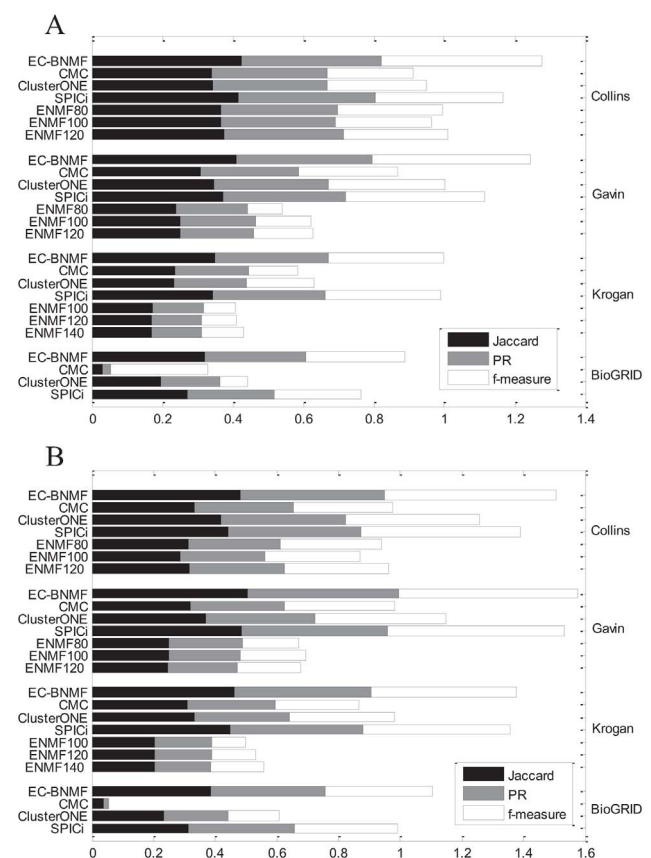 A
EC-BNMF
CMC
ClusterONE
SPICi
ENMF80
ENMF100
ENMF120
Collins
EC-BNMF
CMC
ClusterONE
SPICi
ENMF80
ENMF100
ENMF120
Gavin
EC-BNMF
CMC
ClusterONE
SPICi
ENMF100
ENMF120
ENMF140
Krogan
EC-BNMF
CMC
ClusterONE
SPICi
BioGRID
Jaccard
PR
f-measure
0 0.2 0.4 0.6 0.8 1 1.2 1.4
B
EC-BNMF
CMC
ClusterONE
SPICi
ENMF80
ENMF100
ENMF120
Collins
EC-BNMF
CMC
ClusterONE
SPICi
ENMF80
ENMF100
ENMF120
Gavin
EC-BNMF
CMC
ClusterONE
SPICi
ENMF100
ENMF120
ENMF140
Krogan
EC-BNMF
CMC
ClusterONE
SPICi
BioGRID
Jaccard
PR
f-measure
0 0.2 0.4 0.6 0.8 1 1.2 1.4 1.6